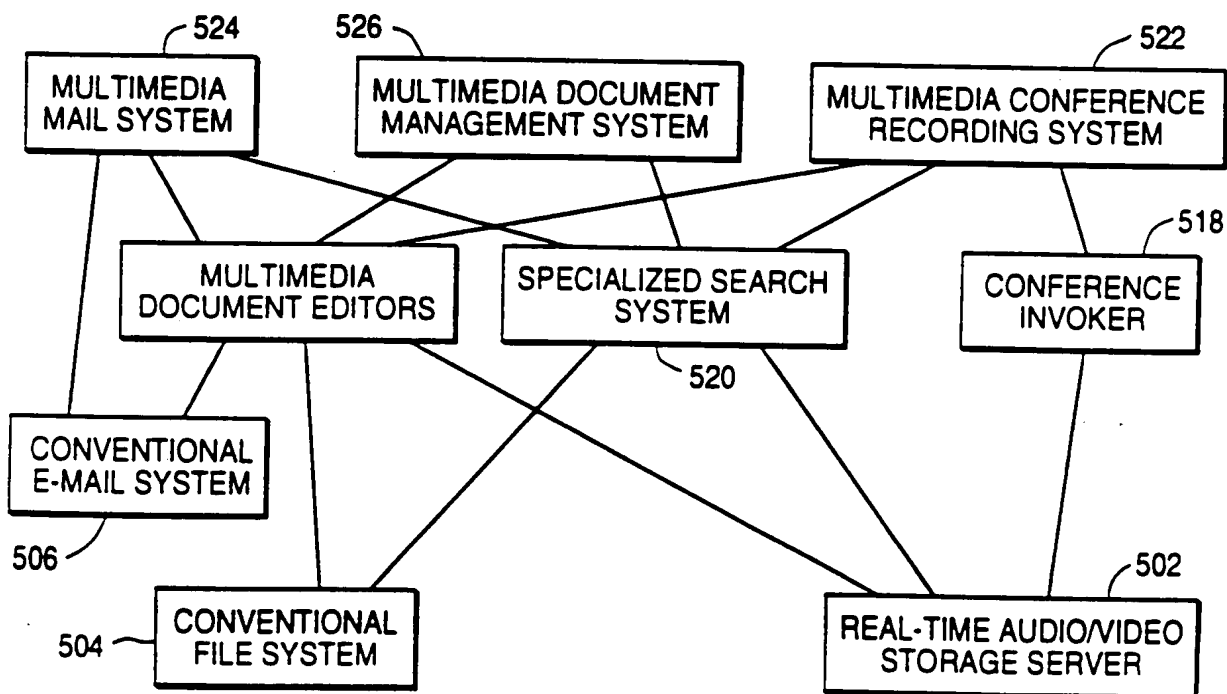 524
526
522
MULTIMEDIA
MAIL SYSTEM
MULTIMEDIA DOCUMENT
MANAGEMENT SYSTEM
MULTIMEDIA CONFERENCE
RECORDING SYSTEM
518
MULTIMEDIA
DOCUMENT EDITORS
SPECIALIZED SEARCH
SYSTEM
CONFERENCE
INVOKER
520
CONVENTIONAL
E-MAIL SYSTEM
506
502
504
CONVENTIONAL
FILE SYSTEM
REAL-TIME AUDIO/VIDEO
STORAGE SERVER